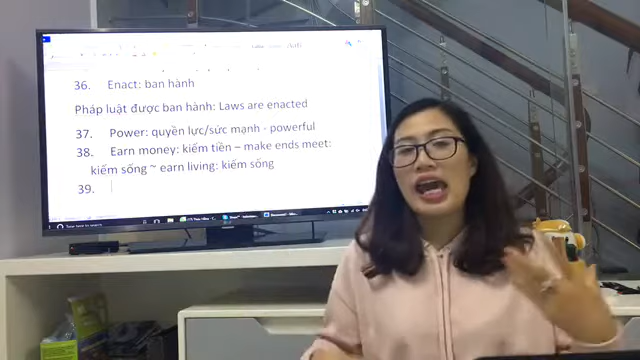 36. Enact: ban hành
Pháp luật được ban hành: Laws are enacted
37. Power: quyền lực/sức mạnh - powerful
38. Earn money: kiếm tiền – make ends meet:
kiếm sống ~ earn living: kiếm sống
39.